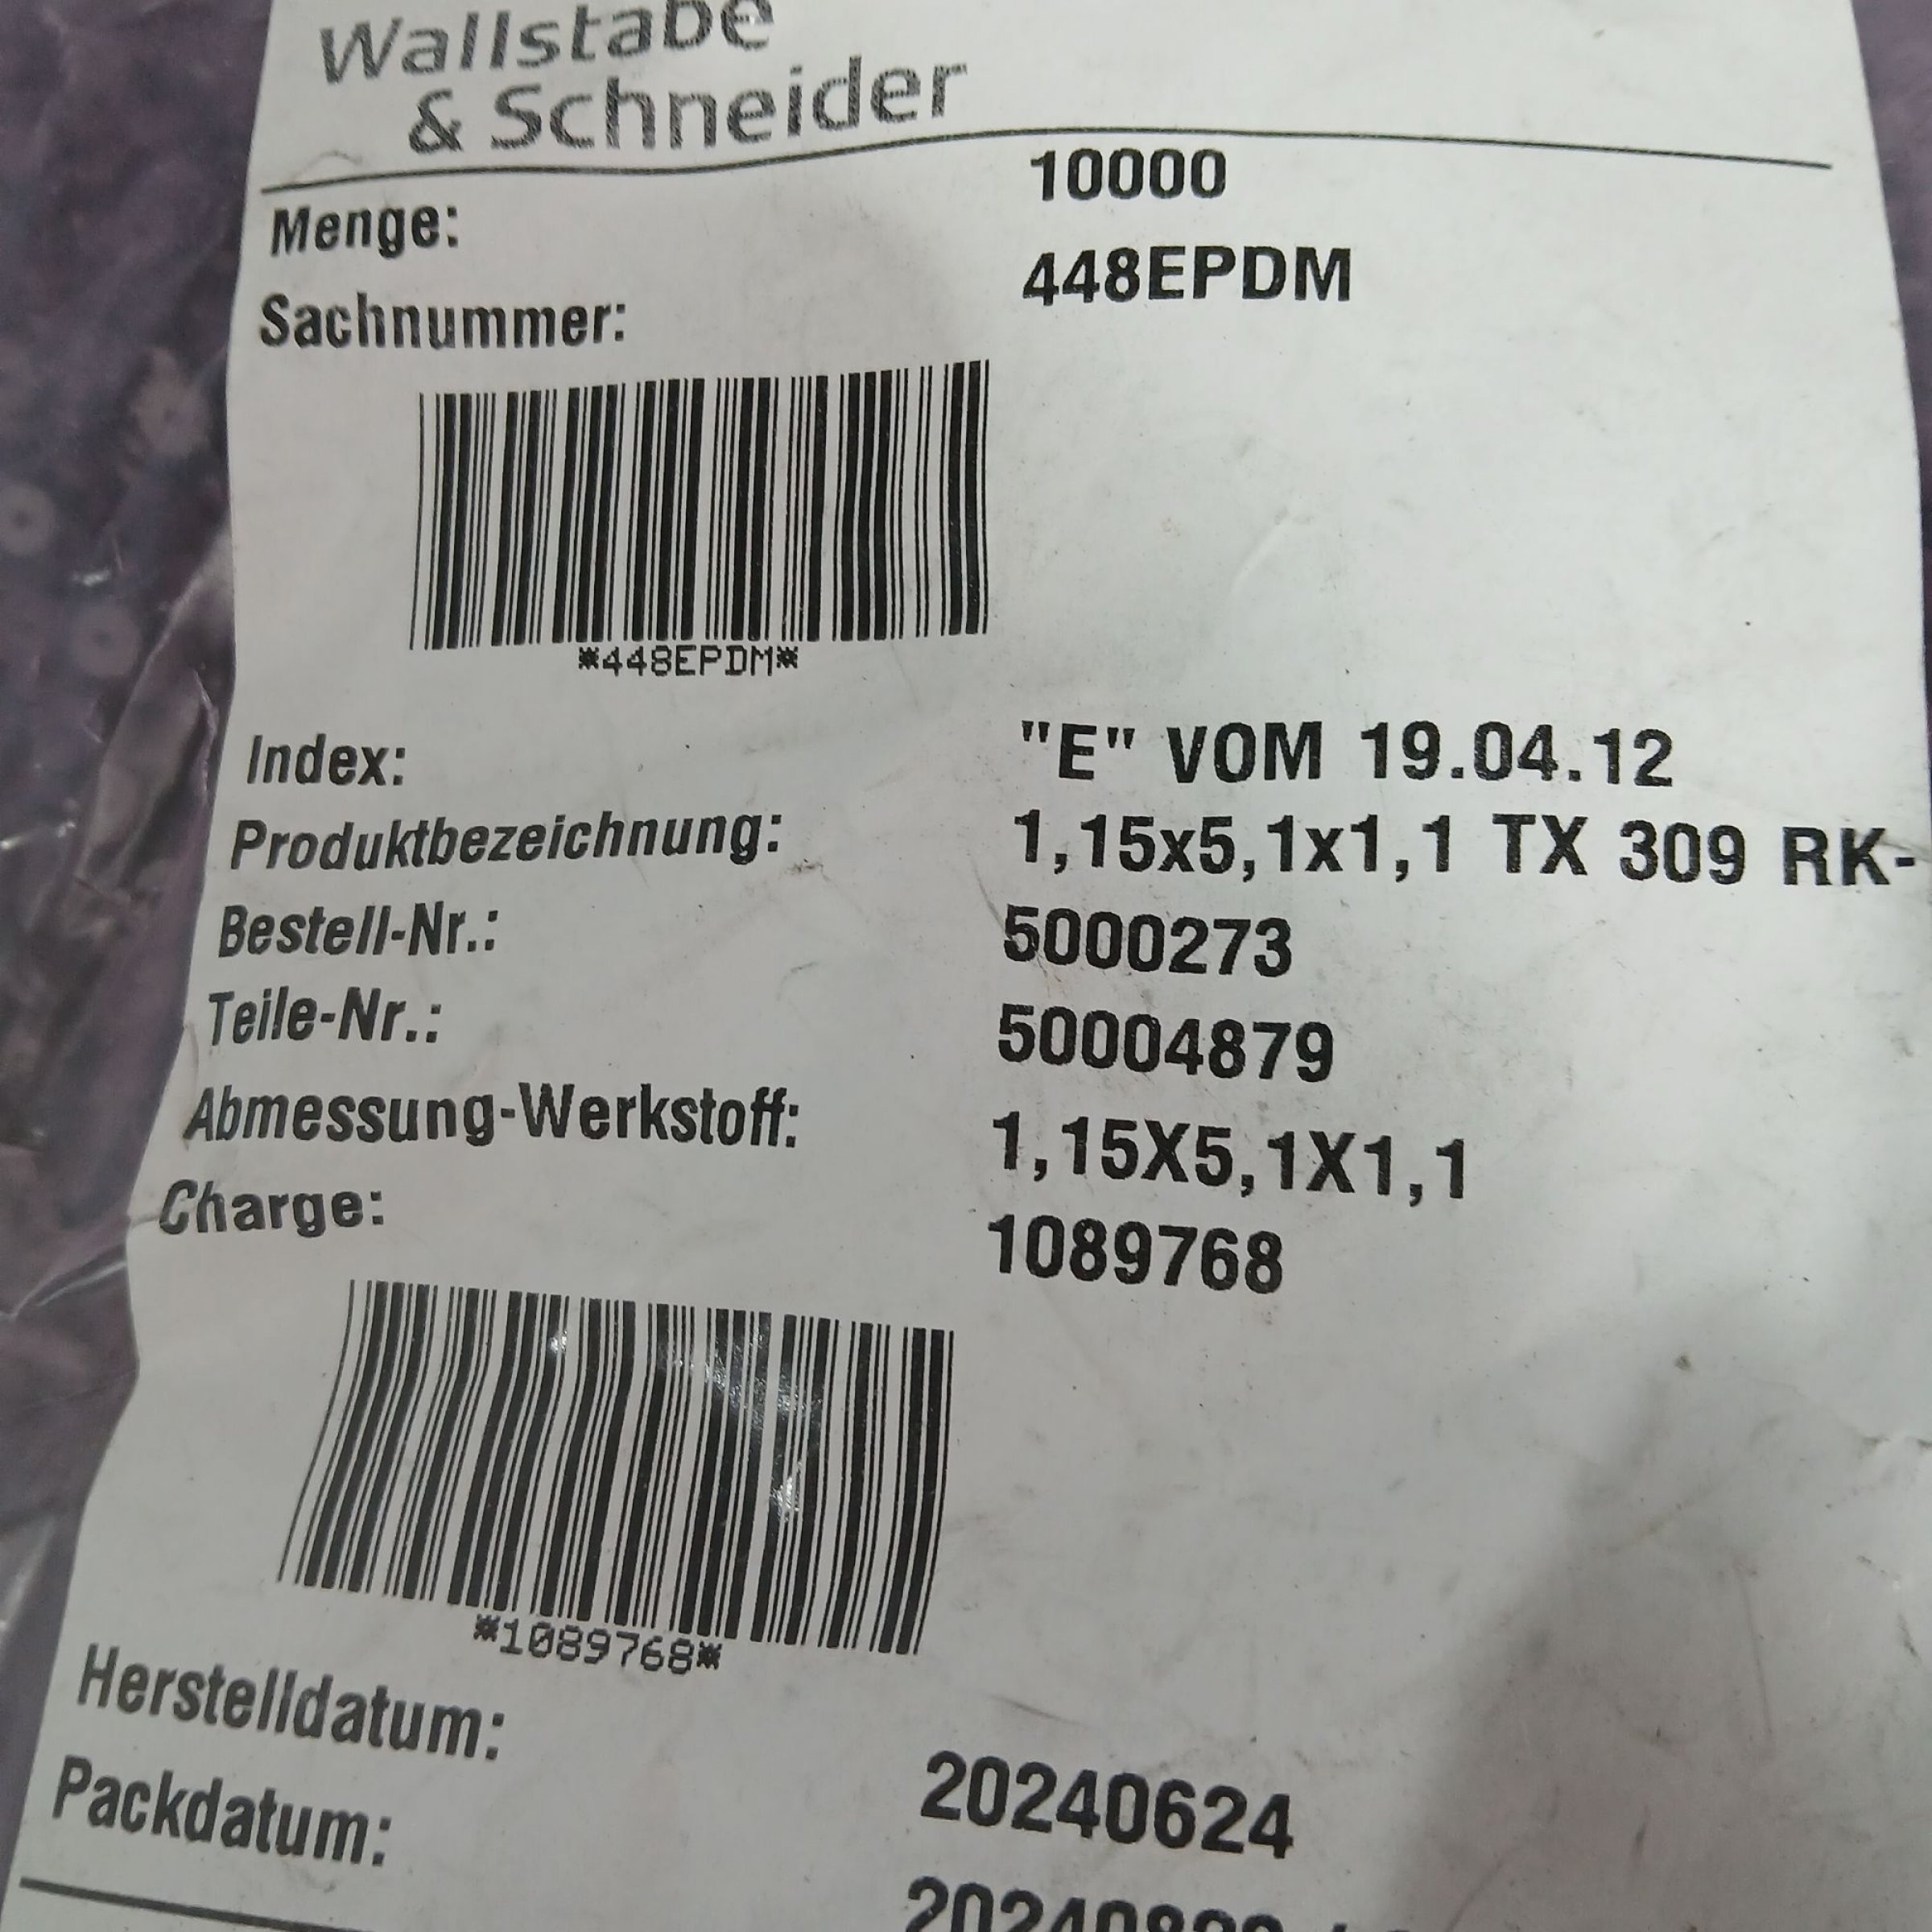 Wallstabe
& Schneider
Menge: 10000
Sachnummer: 448EPDM
*448EPDM*
Index: "E" VOM 19.04.12
Produktbezeichnung: 1,15x5,1x1,1 TX 309 RK-
Bestell-Nr.: 5000273
Teile-Nr.: 50004879
Abmessung-Werkstoff: 1,15X5,1X1,1
Charge: 1089768
*1089768*
Herstelldatum: 20240624
Packdatum: